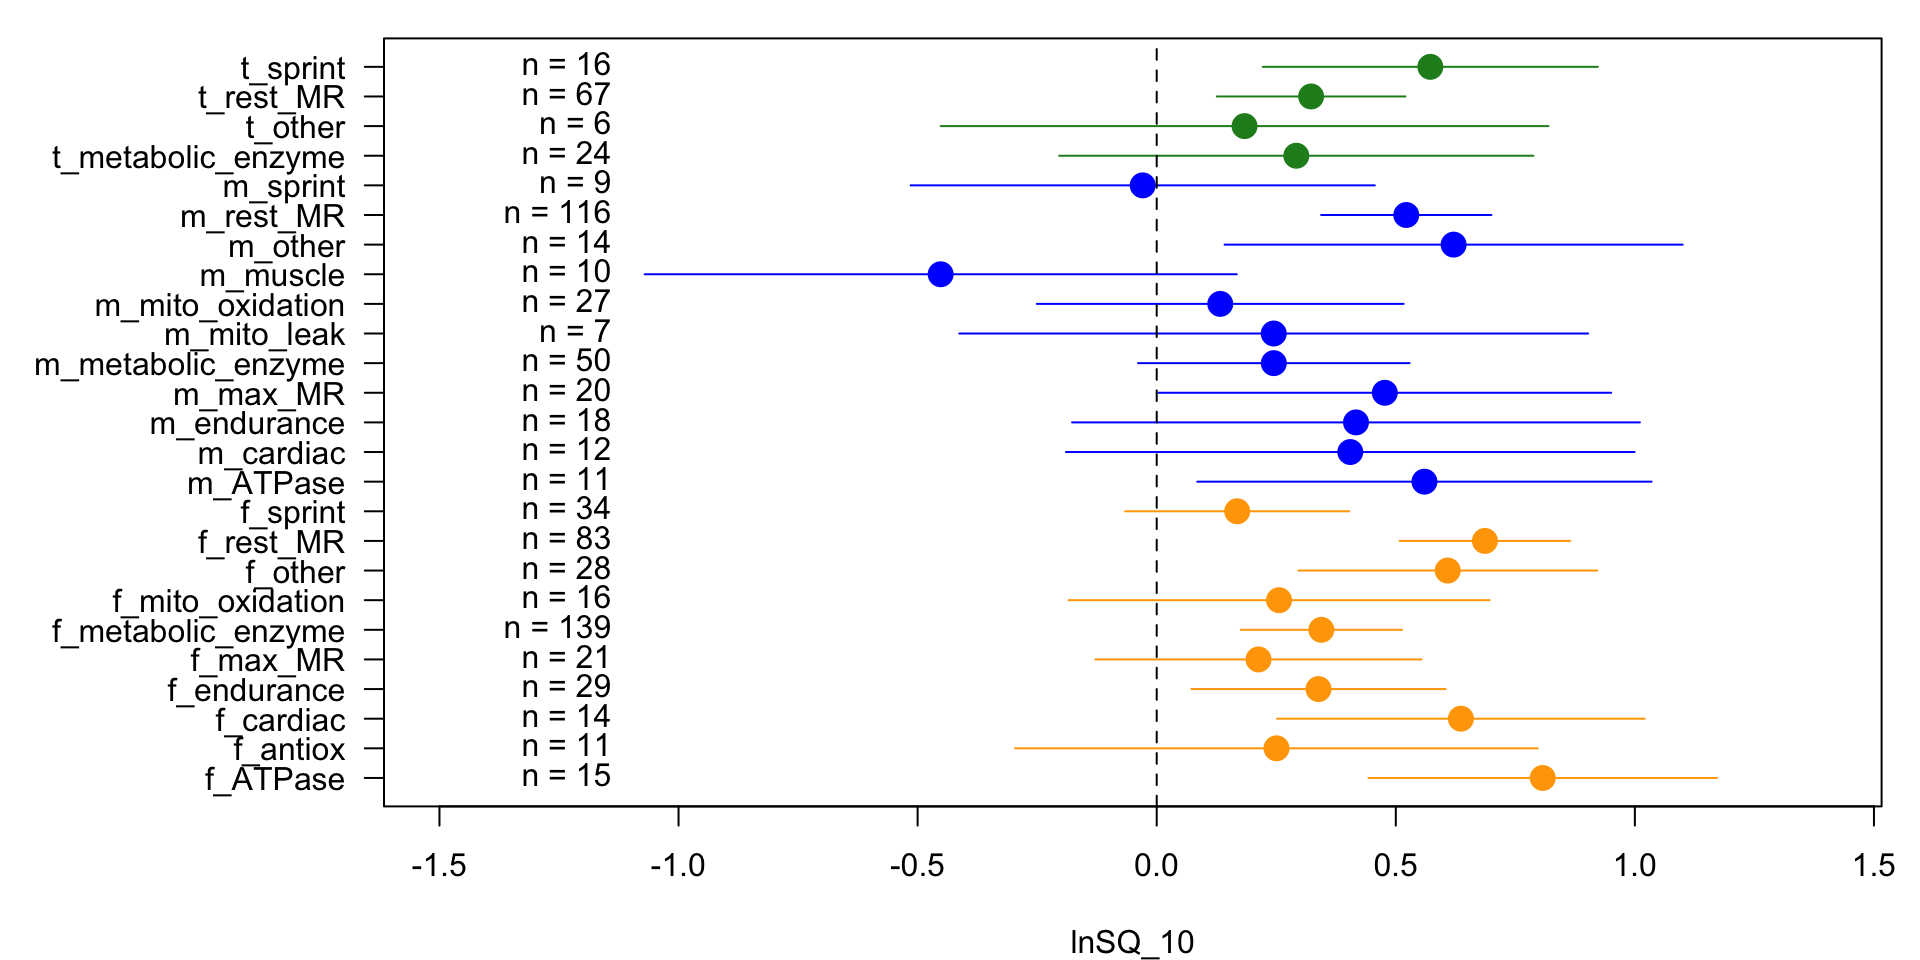 t_sprint n = 16
t_rest_MR n = 67
t_other n = 6
t_metabolic_enzyme n = 24
m_sprint n = 9
m_rest_MR n = 116
m_other n = 14
m_muscle n = 10
m_mito_oxidation n = 27
m_mito_leak n = 7
m_metabolic_enzyme n = 50
m_max_MR n = 20
m_endurance n = 18
m_cardiac n = 12
m_ATPase n = 11
f_sprint n = 34
f_rest_MR n = 83
f_other n = 28
f_mito_oxidation n = 16
f_metabolic_enzyme n = 139
f_max_MR n = 21
f_endurance n = 29
f_cardiac n = 14
f_antiox n = 11
f_ATPase n = 15
-1.5 -1.0 -0.5 0.0 0.5 1.0 1.5
lnSQ_10